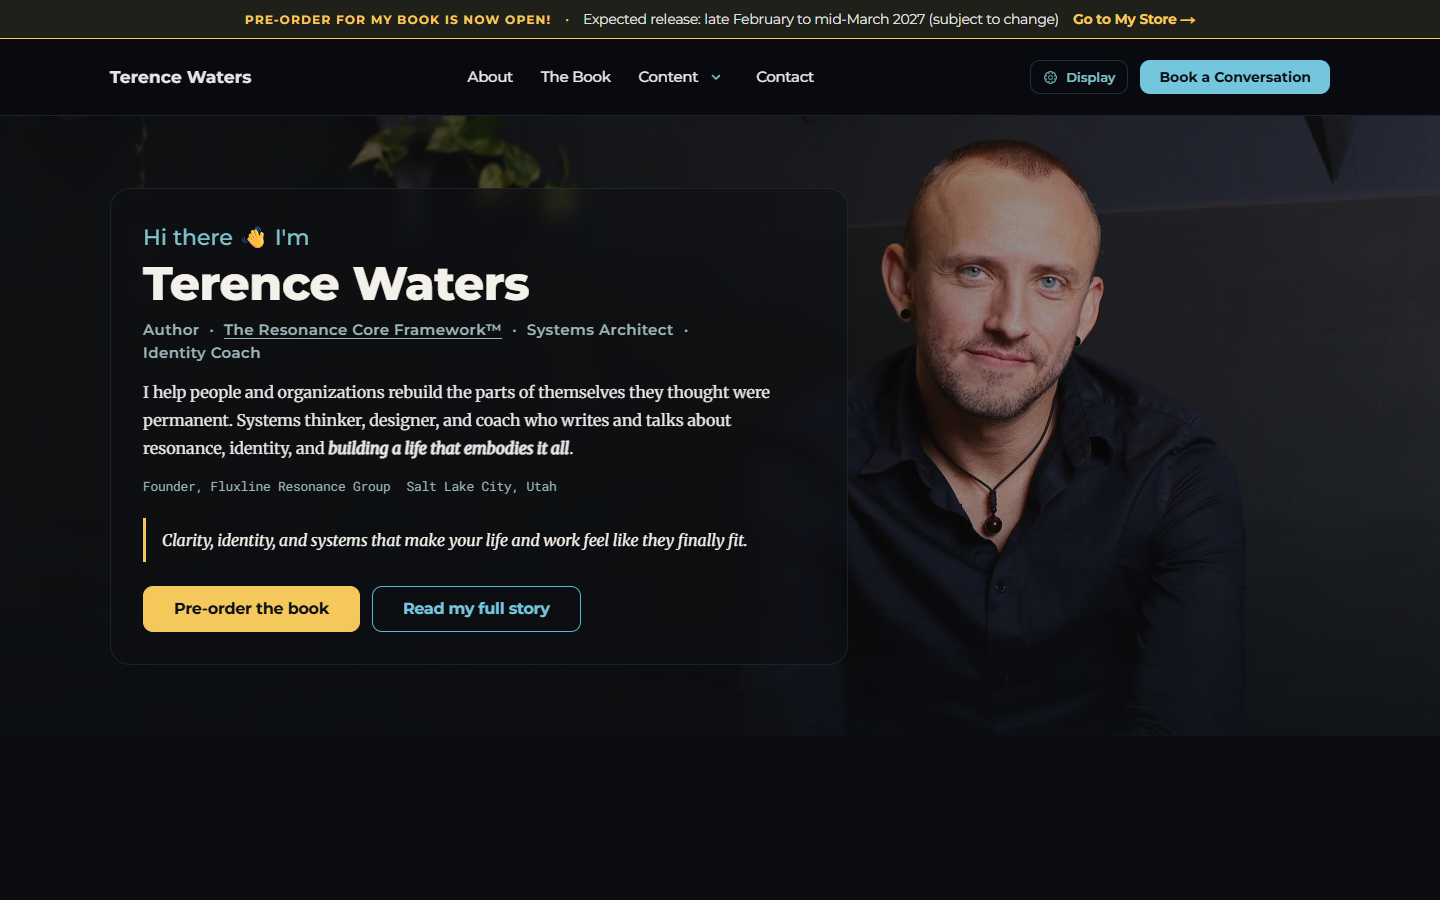 PRE-ORDER FOR MY BOOK IS NOW OPEN! · Expected release: late February to mid-March 2027 (subject to change) Go to My Store →
Terence Waters
About The Book Content Contact
Display
Book a Conversation
Hi there 👋 I'm
Terence Waters
Author · The Resonance Core Framework™ · Systems Architect ·
Identity Coach
I help people and organizations rebuild the parts of themselves they thought were
permanent. Systems thinker, designer, and coach who writes and talks about
resonance, identity, and building a life that embodies it all.
Founder, Fluxline Resonance Group Salt Lake City, Utah
Clarity, identity, and systems that make your life and work feel like they finally fit.
Pre-order the book
Read my full story